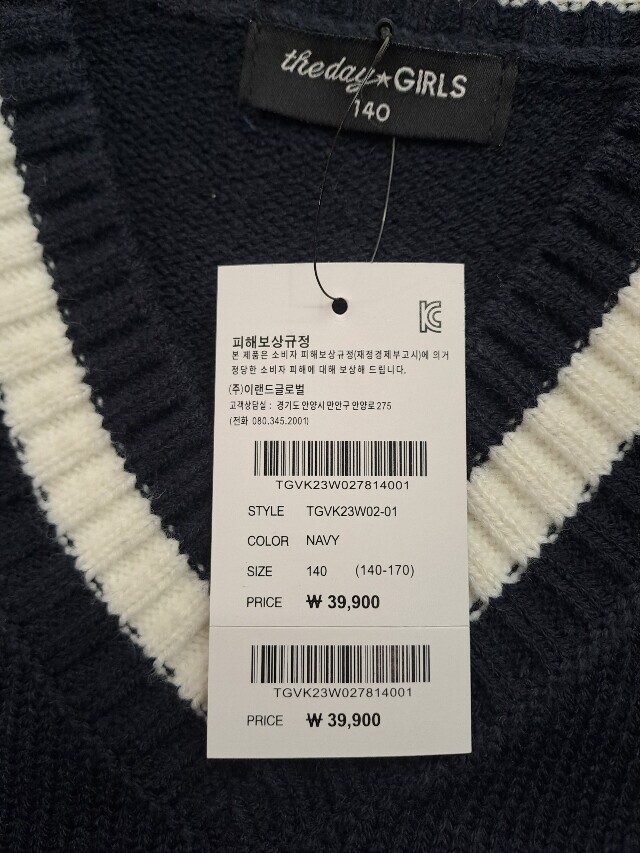 theday★GIRLS
140
피해보상규정
본 제품은 소비자 피해보상규정(재정경제부고시)에 의거
정당한 소비자 피해에 대해 보상해 드립니다.
(주)이랜드글로벌
고객상담실 : 경기도 안양시 만안구 안양로 275
(전화 080.345.2001)
TGVK23W027814001
STYLE TGVK23W02-01
COLOR NAVY
SIZE 140 (140-170)
PRICE ₩ 39,900
TGVK23W027814001
PRICE ₩ 39,900